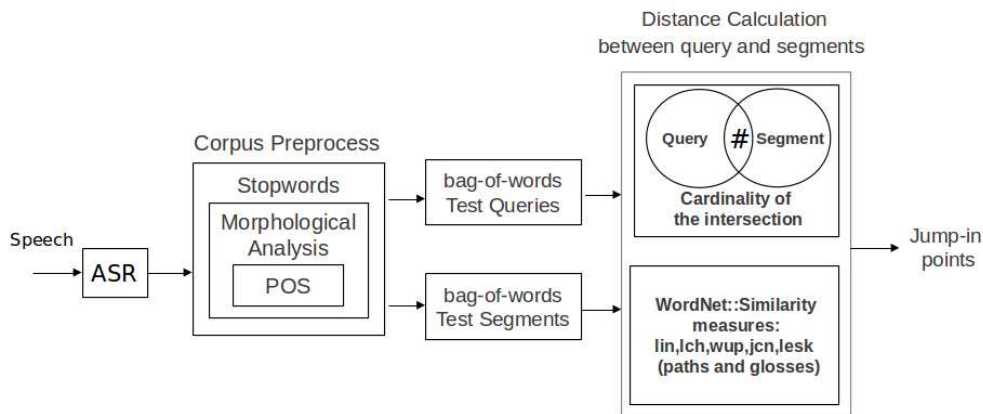 Speech
ASR
Corpus Preprocess
Stopwords
Morphological
Analysis
POS
bag-of-words
Test Queries
bag-of-words
Test Segments
Distance Calculation
between query and segments
Query # Segment
Cardinality of
the intersection
WordNet::Similarity
measures:
lin,lch,wup,jcn,lesk
(paths and glosses)
Jump-in
points